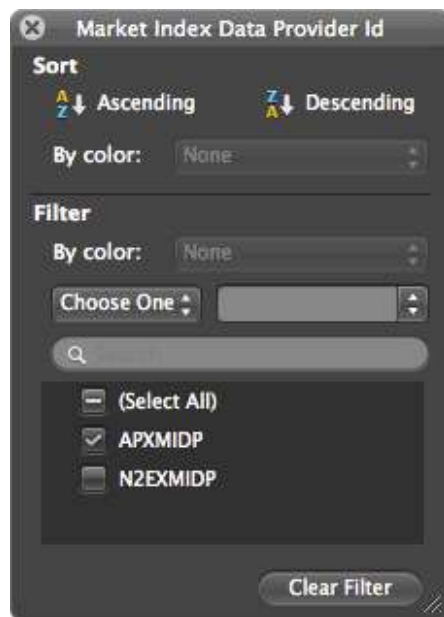 Market Index Data Provider Id
Sort
A Z Ascending Z A Descending
By color: None
Filter
By color: None
Choose One
Search
(Select All)
APXMIDP
N2EXMIDP
Clear Filter